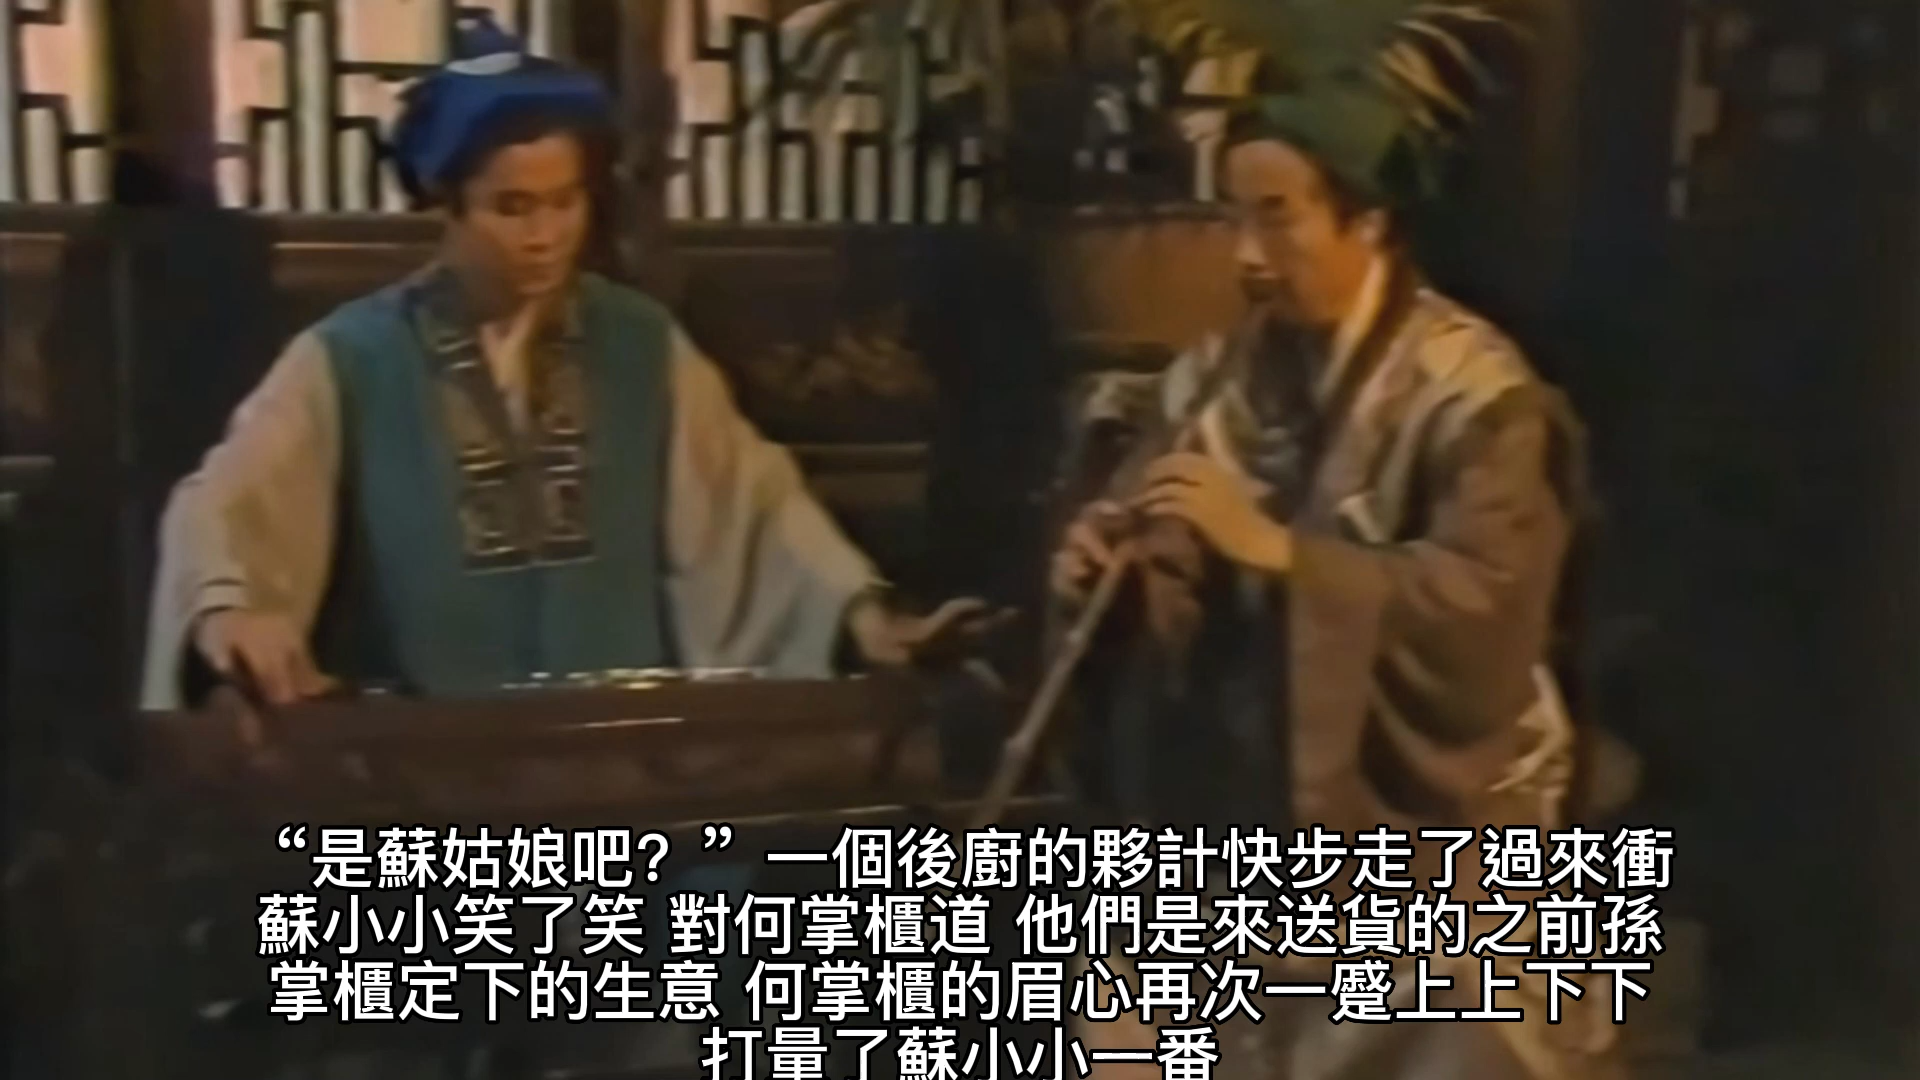 “是蘇姑娘吧？”一個後廚的夥計快步走了過來衝
蘇小小笑了笑 對何掌櫃道 他們是來送貨的之前孫
掌櫃定下的生意 何掌櫃的眉心再次一蹙上上下下
打量了蘇小小一番